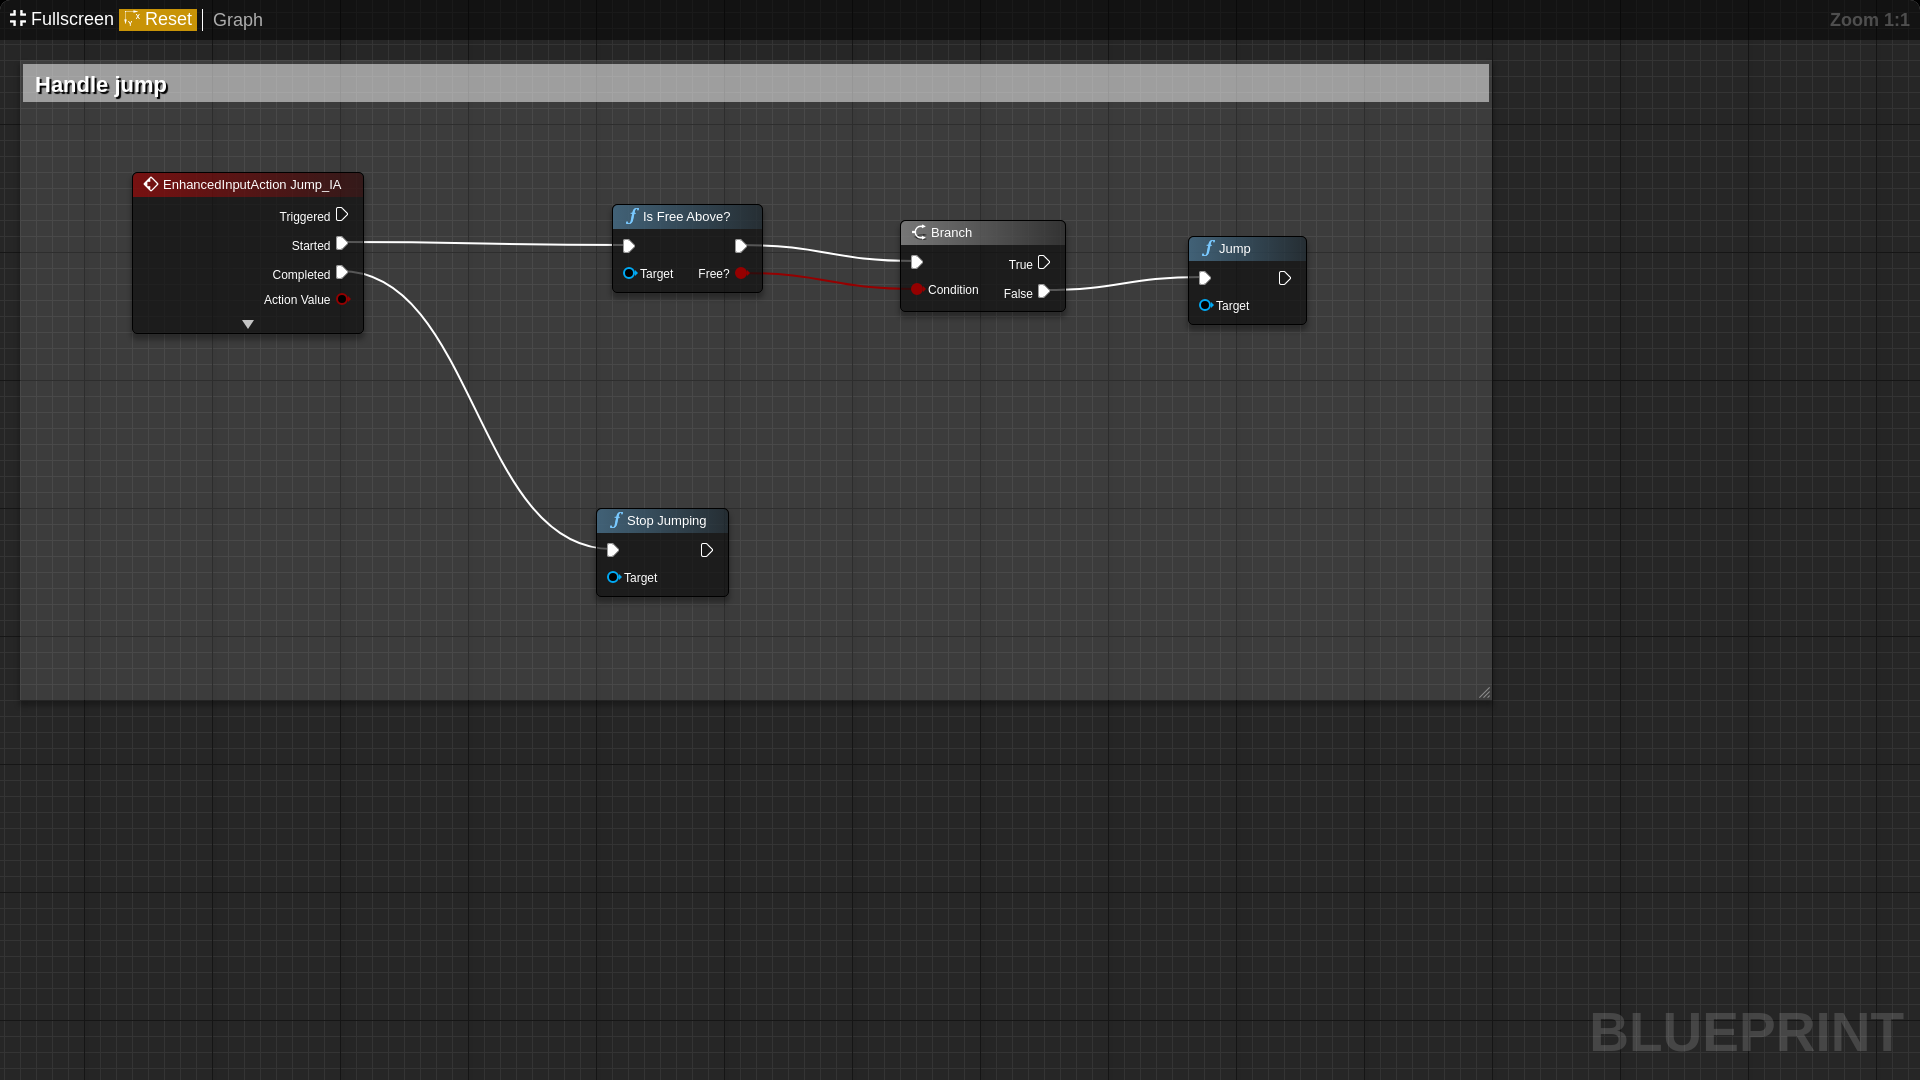 Fullscreen Reset Graph Zoom 1:1
Handle jump
EnhancedInputAction Jump_IA
Triggered
Started
Completed
Action Value
Is Free Above?
Target Free?
Branch
True
Condition False
Jump
Target
Stop Jumping
Target
BLUEPRINT